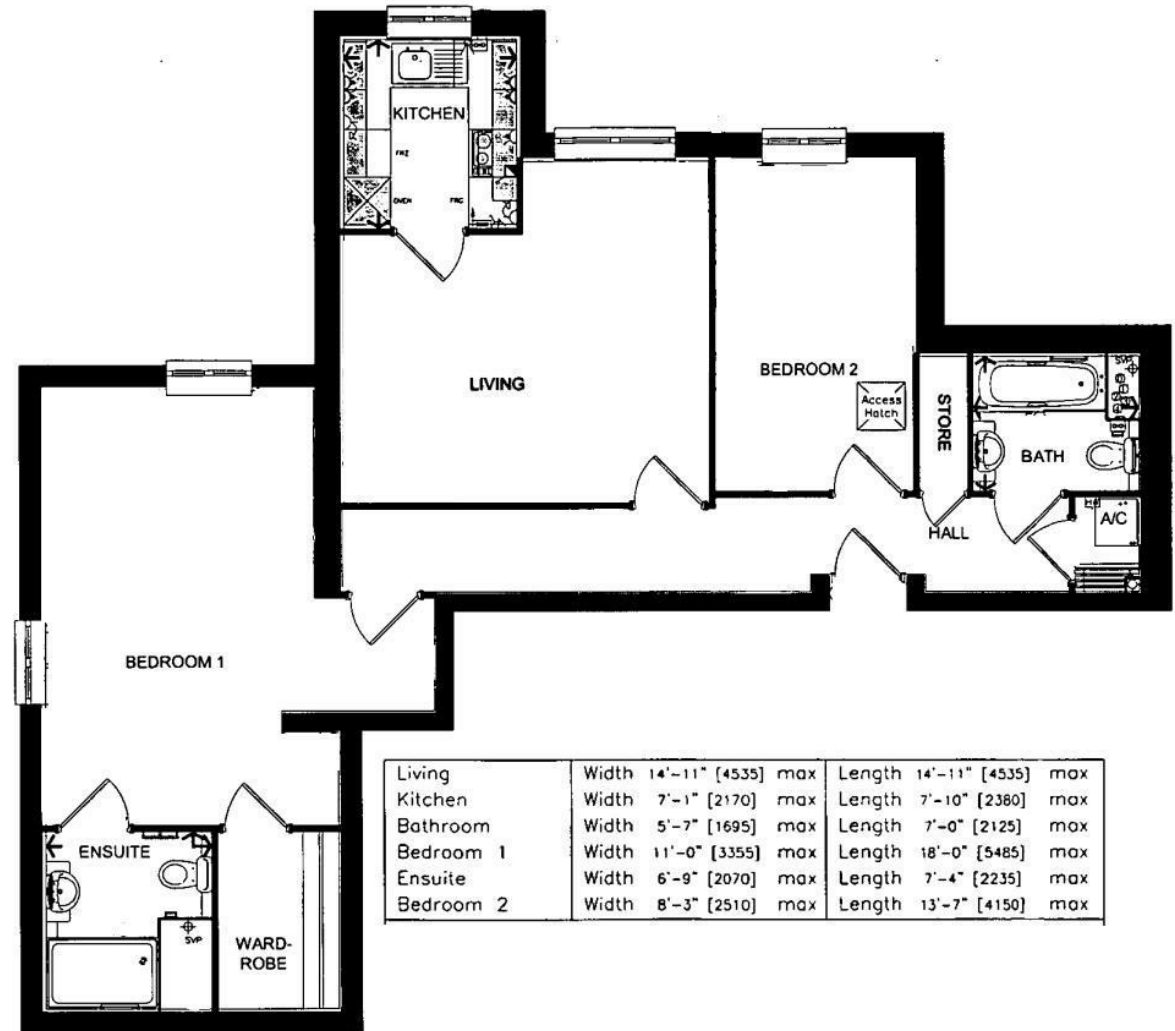 KITCHEN
FRZ
OVEN
FRG
LIVING
BEDROOM 2
Access
Hatch
STORE
SVP
BATH
HALL
A/C
BEDROOM 1
ENSUITE
SVP
WARD-
ROBE
Living Width 14'-11" [4535] max Length 14'-11" [4535] max
Kitchen Width 7'-1" [2170] max Length 7'-10" [2380] max
Bathroom Width 5'-7" [1695] max Length 7'-0" [2125] max
Bedroom 1 Width 11'-0" [3355] max Length 18'-0" [5485] max
Ensuite Width 6'-9" [2070] max Length 7'-4" [2235] max
Bedroom 2 Width 8'-3" [2510] max Length 13'-7" [4150] max